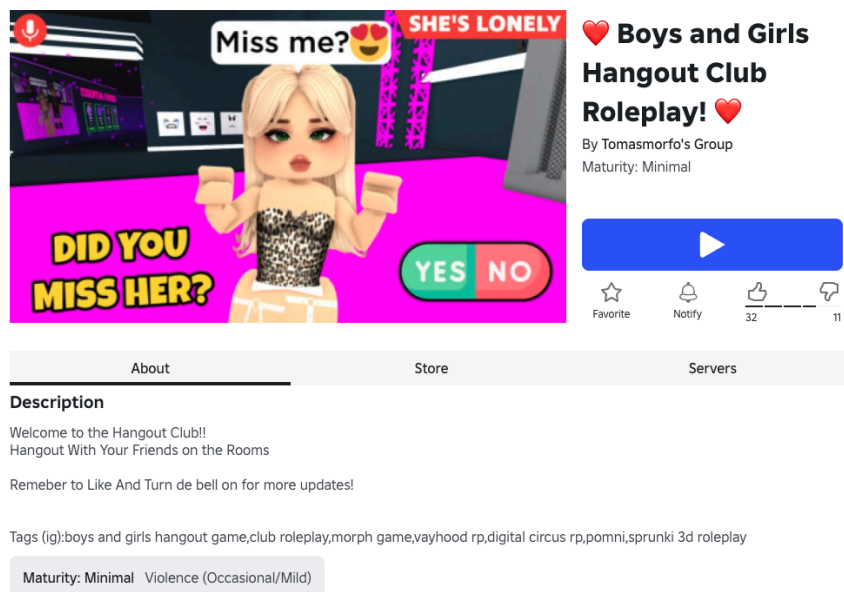 SHE'S LONELY
Miss me?😍
DID YOU
MISS HER?
YES NO
❤️ Boys and Girls
Hangout Club
Roleplay! ❤️
By Tomasmorfo's Group
Maturity: Minimal
Favorite
Notify
32
11
About
Store
Servers
Description
Welcome to the Hangout Club!!
Hangout With Your Friends on the Rooms
Remeber to Like And Turn de bell on for more updates!
Tags (ig):boys and girls hangout game,club roleplay,morph game,vayhood rp,digital circus rp,pomni,sprunki 3d roleplay
Maturity: Minimal Violence (Occasional/Mild)